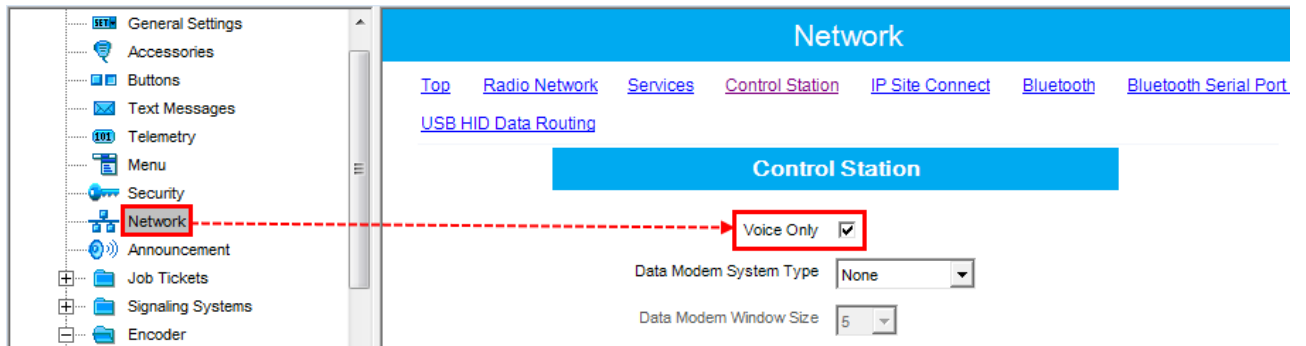 General Settings
Accessories
Buttons
Text Messages
Telemetry
Menu
Security
Network
Announcement
Job Tickets
Signaling Systems
Encoder
Network
Top Radio Network Services Control Station IP Site Connect Bluetooth Bluetooth Serial Port
USB HID Data Routing
Control Station
Voice Only
Data Modem System Type None
Data Modem Window Size 5